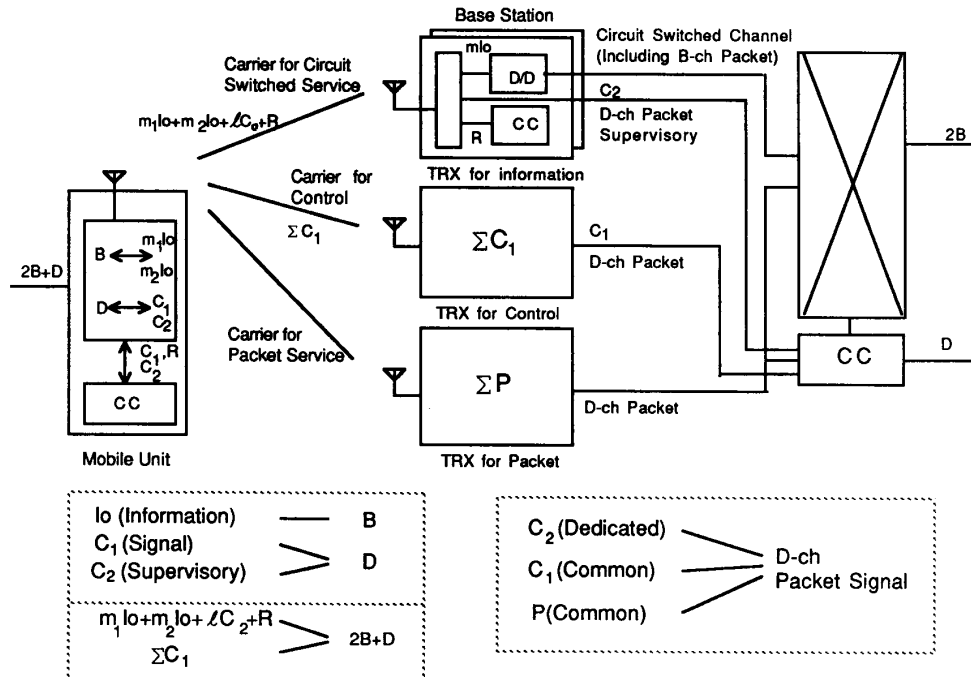 Base Station
Carrier for Circuit
Switched Service
m₁Io+m₂Io+ℓCₒ+R
mIo
D/D
R
CC
TRX for information
Circuit Switched Channel
(Including B-ch Packet)
C2
D-ch Packet
Supervisory
2B
Carrier for
Control
ΣC₁
ΣC₁
C₁
D-ch Packet
TRX for Control
2B+D
B
m₁Io
m₂Io
D
C₁
C₂
C₁,R
C₂
CC
Mobile Unit
Carrier for
Packet Service
ΣP
D-ch Packet
TRX for Packet
CC
D
Io (Information)
B
C₁ (Signal)
D
C₂ (Supervisory)
m₁Io+m₂Io+ℓC₂+R
2B+D
ΣC₁
C₂ (Dedicated)
C₁ (Common)
P(Common)
D-ch
Packet Signal